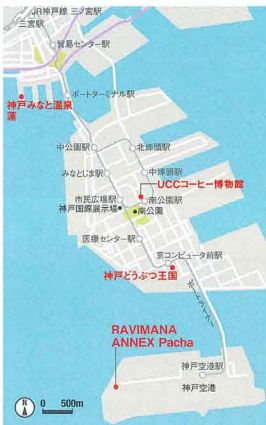 JR神戸線 三ノ宮駅
三宮駅
貿易センター駅
神戸みなと温泉
蓮
ポートターミナル駅
中公園駅
北埠頭駅
みなとじま駅
中埠頭駅
UCCコーヒー博物館
市民広場駅
南公園駅
神戸国際展示場
南公園
医療センター駅
京コンピュータ前駅
神戸どうぶつ王国
ポートライナー
RAVIMANA
ANNEX Pacha
神戸空港駅
神戸空港
N 0 500m